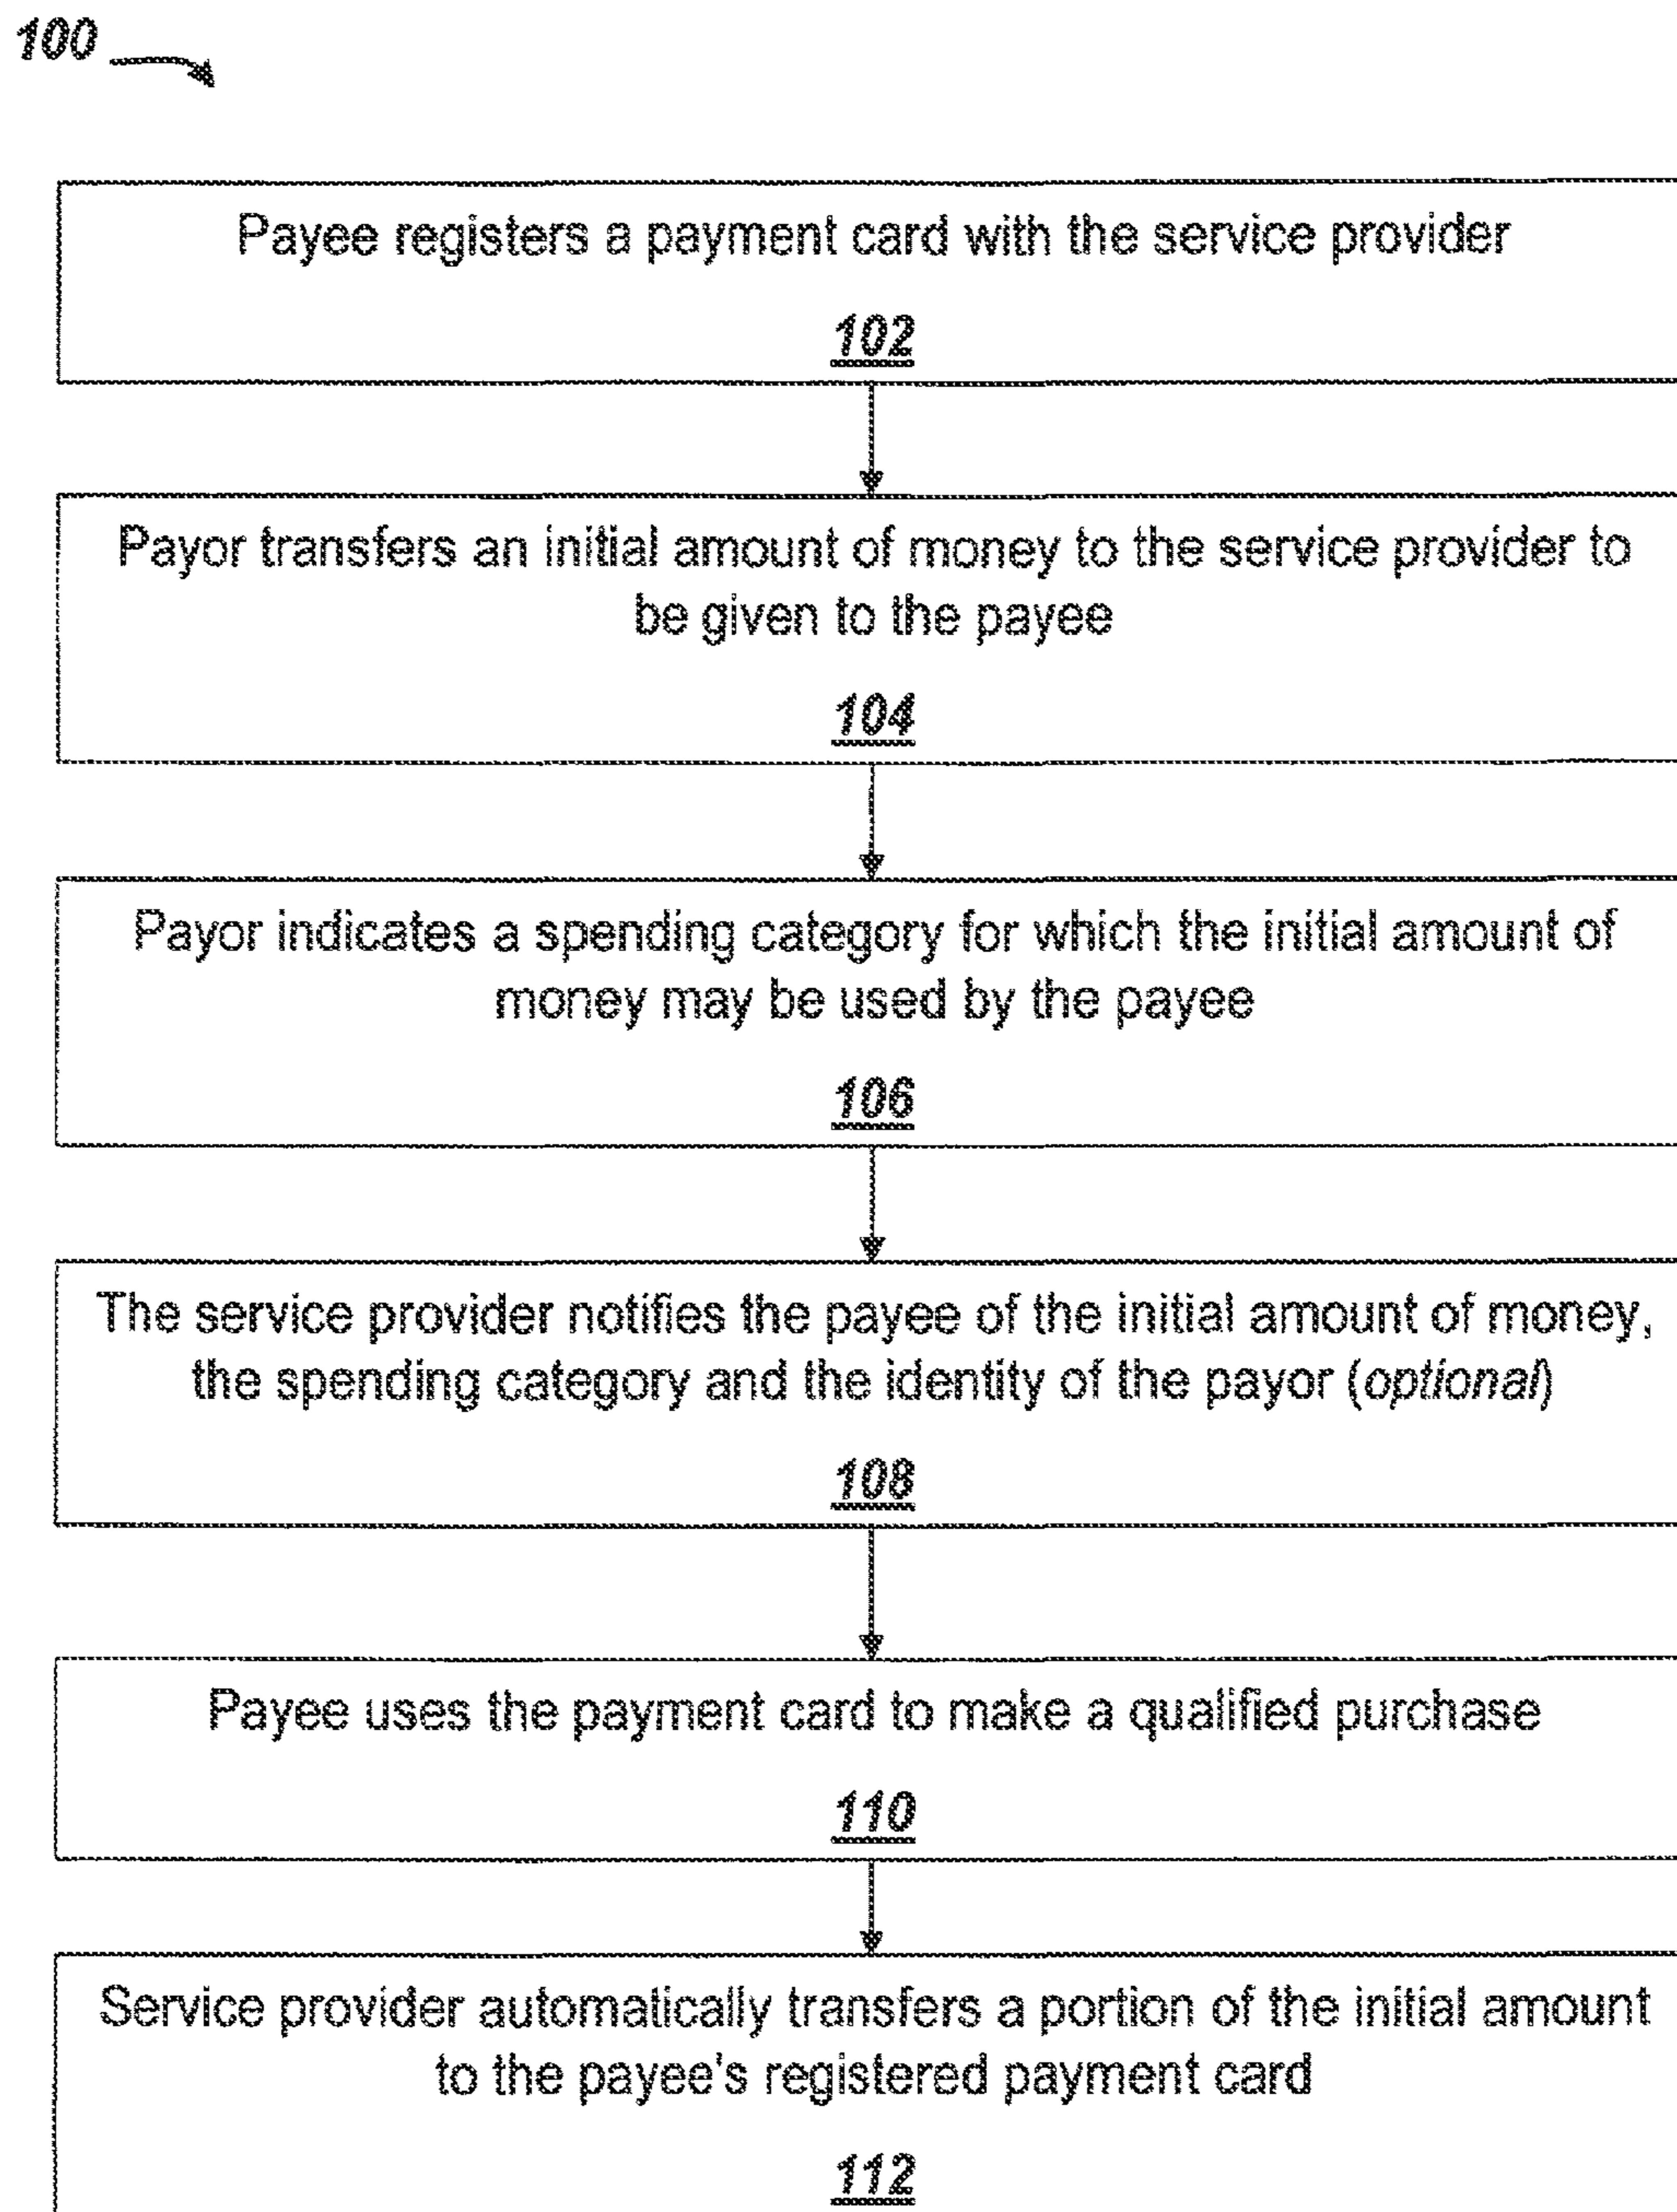 100
Payee registers a payment card with the service provider
102
Payor transfers an initial amount of money to the service provider to
be given to the payee
104
Payor indicates a spending category for which the initial amount of
money may be used by the payee
106
The service provider notifies the payee of the initial amount of money,
the spending category and the identity of the payor (optional)
108
Payee uses the payment card to make a qualified purchase
110
Service provider automatically transfers a portion of the initial amount
to the payee's registered payment card
112